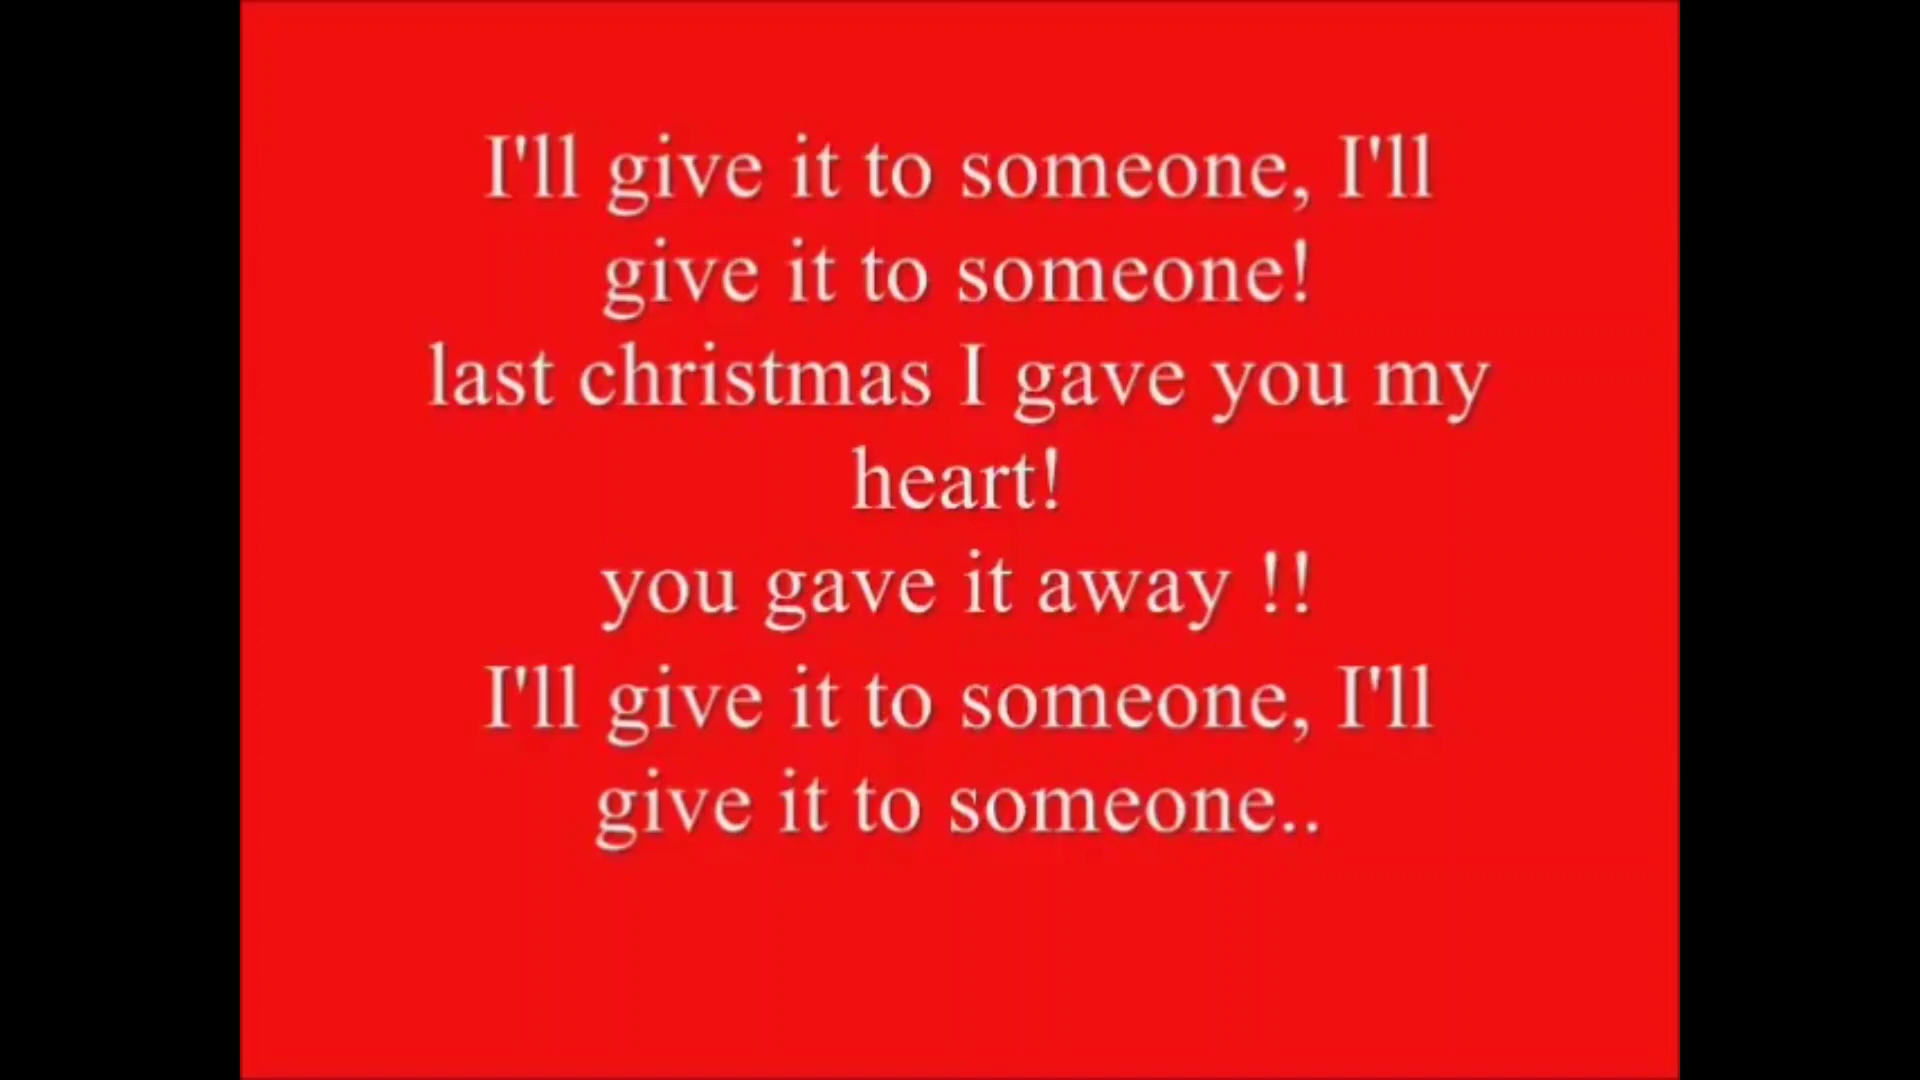 I'll give it to someone, I'll
give it to someone!
last christmas I gave you my
heart!
you gave it away !!
I'll give it to someone, I'll
give it to someone..